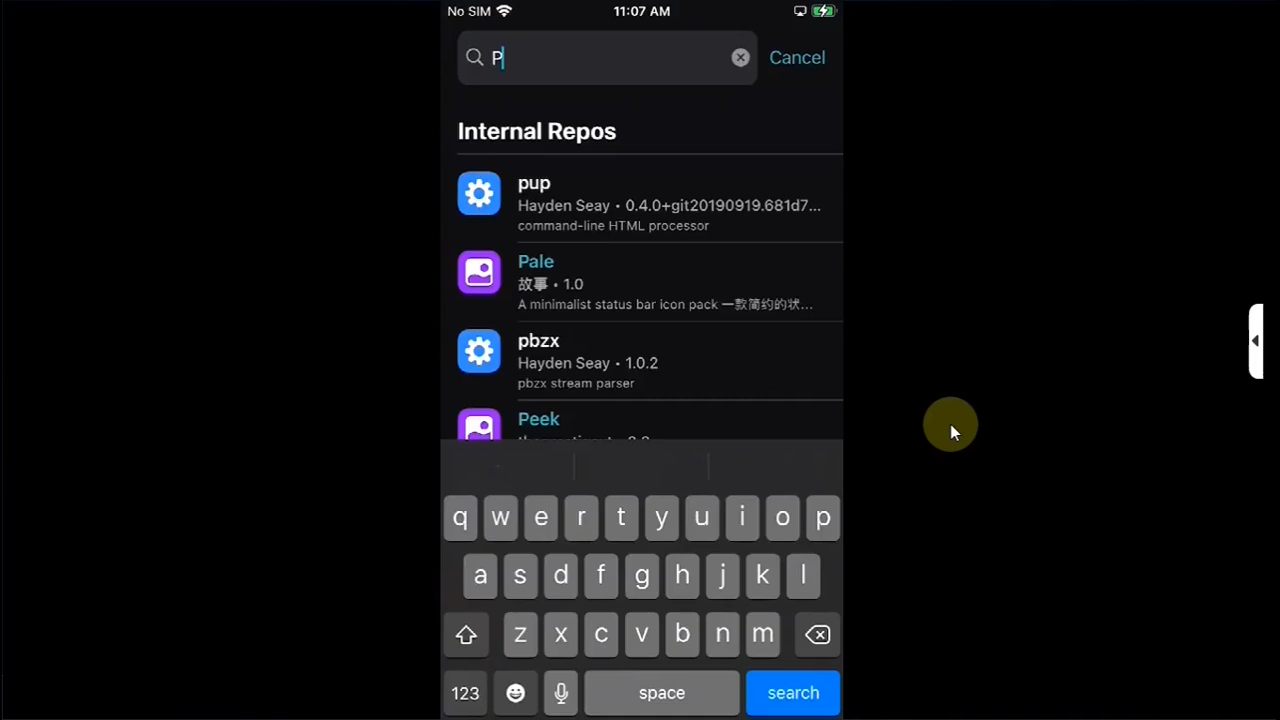 No SIM 11:07 AM
P Cancel
Internal Repos
pup
Hayden Seay • 0.4.0+git20190919.681d7...
command-line HTML processor
Pale
故事 • 1.0
A minimalist status bar icon pack 一款简约的状...
pbzx
Hayden Seay • 1.0.2
pbzx stream parser
Peek
q w e r t y u i o p
a s d f g h j k l
z x c v b n m
123 space search